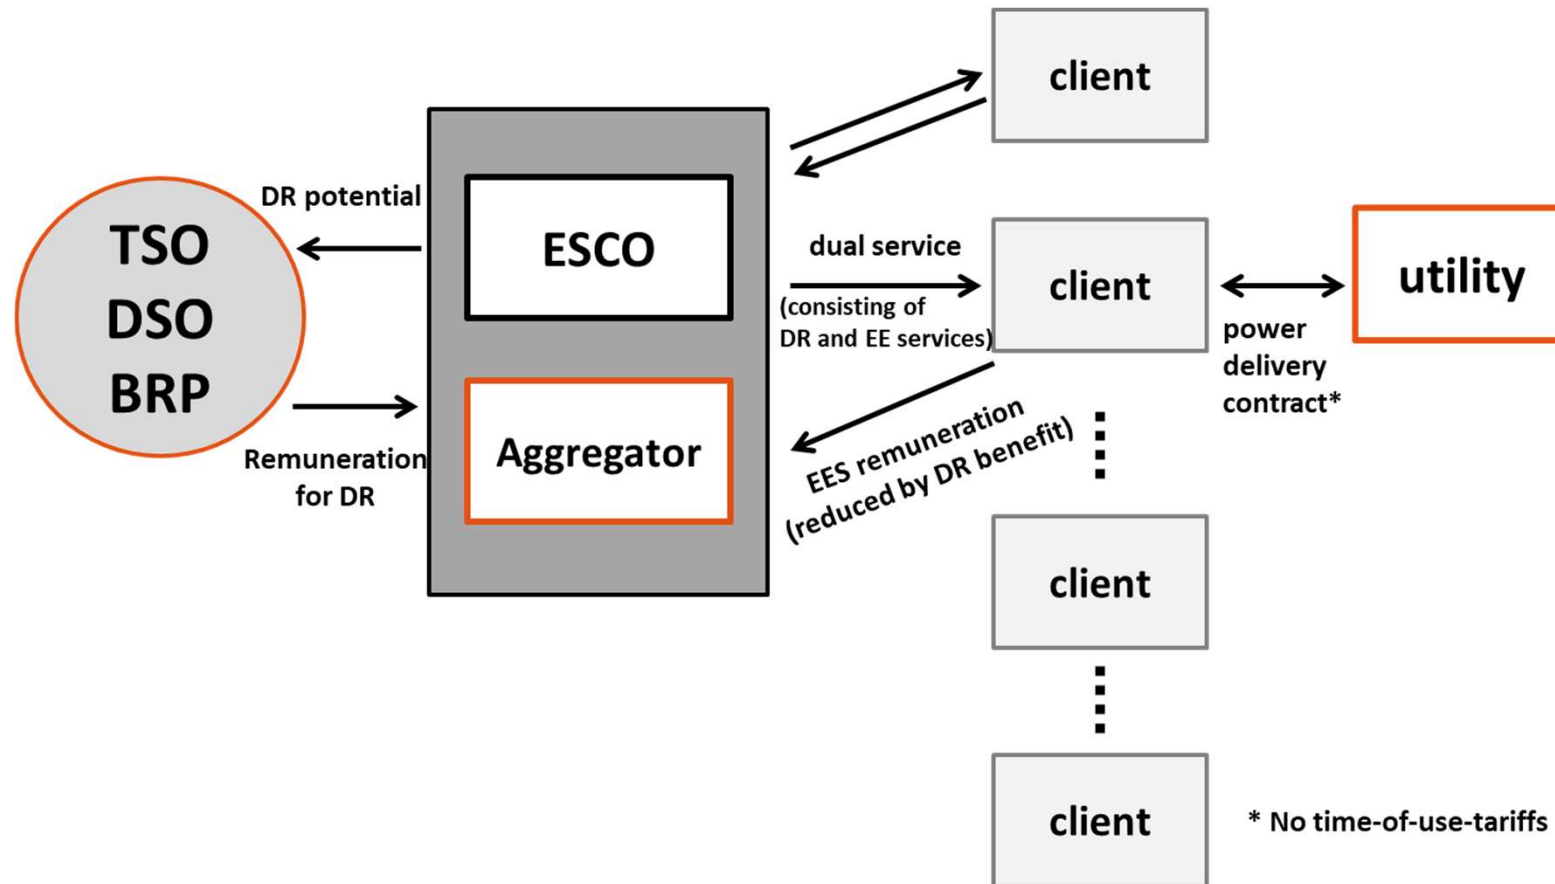 client
DR potential
TSO
DSO
BRP
ESCO
dual service
(consisting of
DR and EE services)
client
utility
power
delivery
contract*
Remuneration
for DR
Aggregator
EES remuneration
(reduced by DR benefit)
client
client
* No time-of-use-tariffs